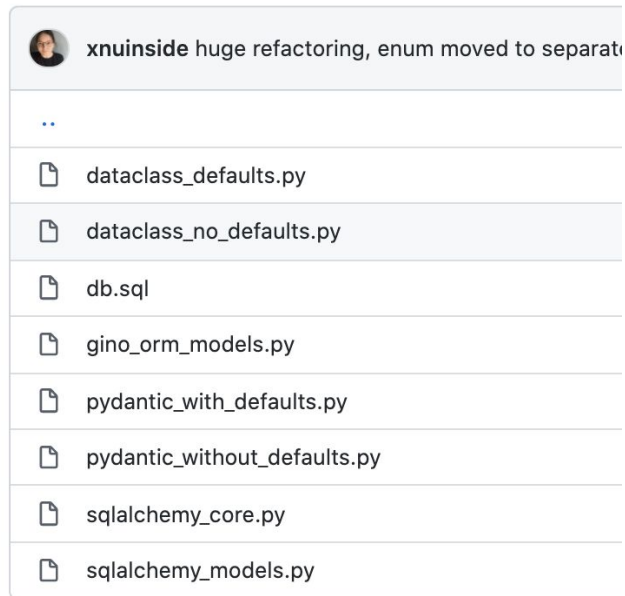 xnuinside huge refactoring, enum moved to separate
..
dataclass_defaults.py
dataclass_no_defaults.py
db.sql
gino_orm_models.py
pydantic_with_defaults.py
pydantic_without_defaults.py
sqlalchemy_core.py
sqlalchemy_models.py